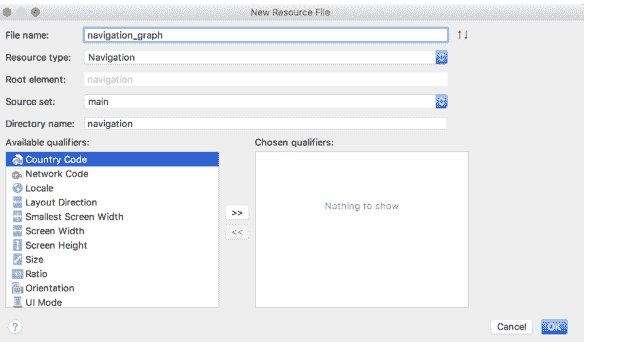 New Resource File
File name: navigation_graph
Resource type: Navigation
Root element: navigation
Source set: main
Directory name: navigation
Available qualifiers: Chosen qualifiers:
Country Code
Network Code
Locale
Layout Direction
Smallest Screen Width
Screen Width
Screen Height
Size
Ratio
Orientation
UI Mode
>>
<<
Nothing to show
? Cancel OK